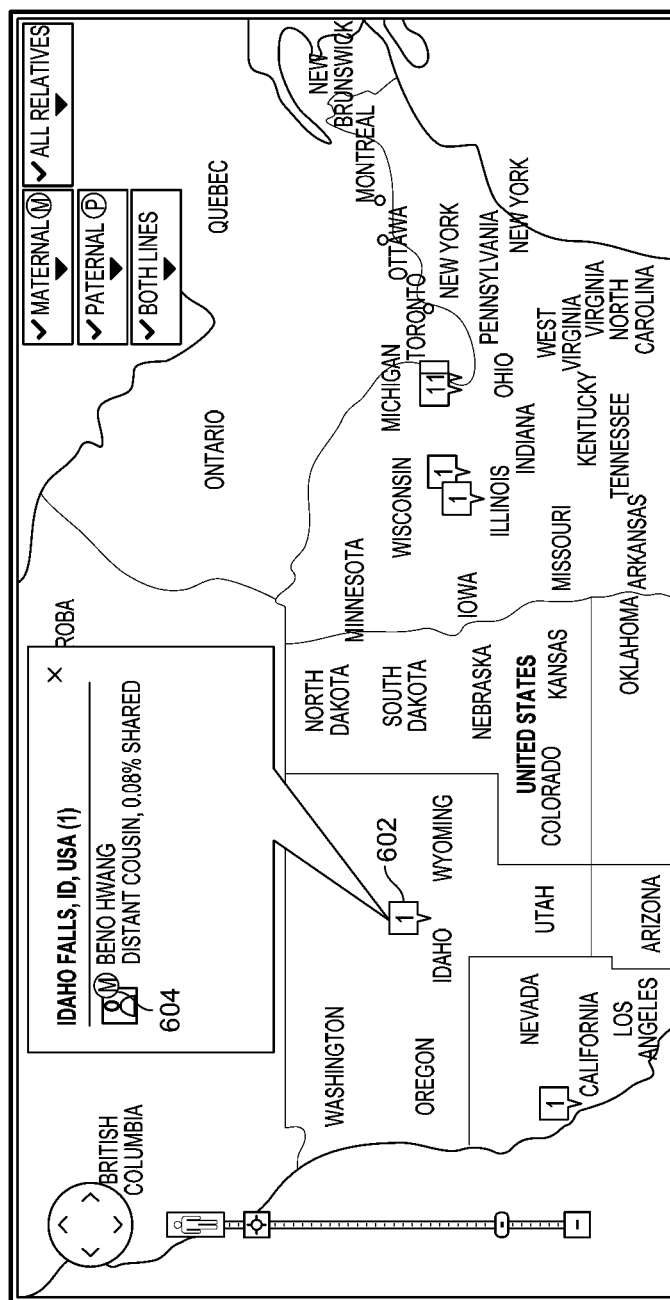 ✓ MATERNAL Ⓜ
✓ ALL RELATIVES
✓ PATERNAL Ⓟ
✓ BOTH LINES
IDAHO FALLS, ID, USA (1)
M BENO HWANG
DISTANT COUSIN, 0.08% SHARED
604
ROBA
BRITISH
COLUMBIA
ONTARIO
QUEBEC
NEW
BRUNSWICK
MONTREAL
OTTAWA
TORONTO
WASHINGTON
OREGON
IDAHO
1
602
WYOMING
NORTH
DAKOTA
SOUTH
DAKOTA
NEBRASKA
MINNESOTA
IOWA
WISCONSIN
1
1
ILLINOIS
MICHIGAN
11
NEW YORK
PENNSYLVANIA
NEW YORK
OHIO
INDIANA
WEST
VIRGINIA
VIRGINIA
NORTH
CAROLINA
KENTUCKY
TENNESSEE
MISSOURI
ARKANSAS
UNITED STATES
COLORADO
KANSAS
OKLAHOMA
UTAH
NEVADA
1
CALIFORNIA
LOS
ANGELES
ARIZONA